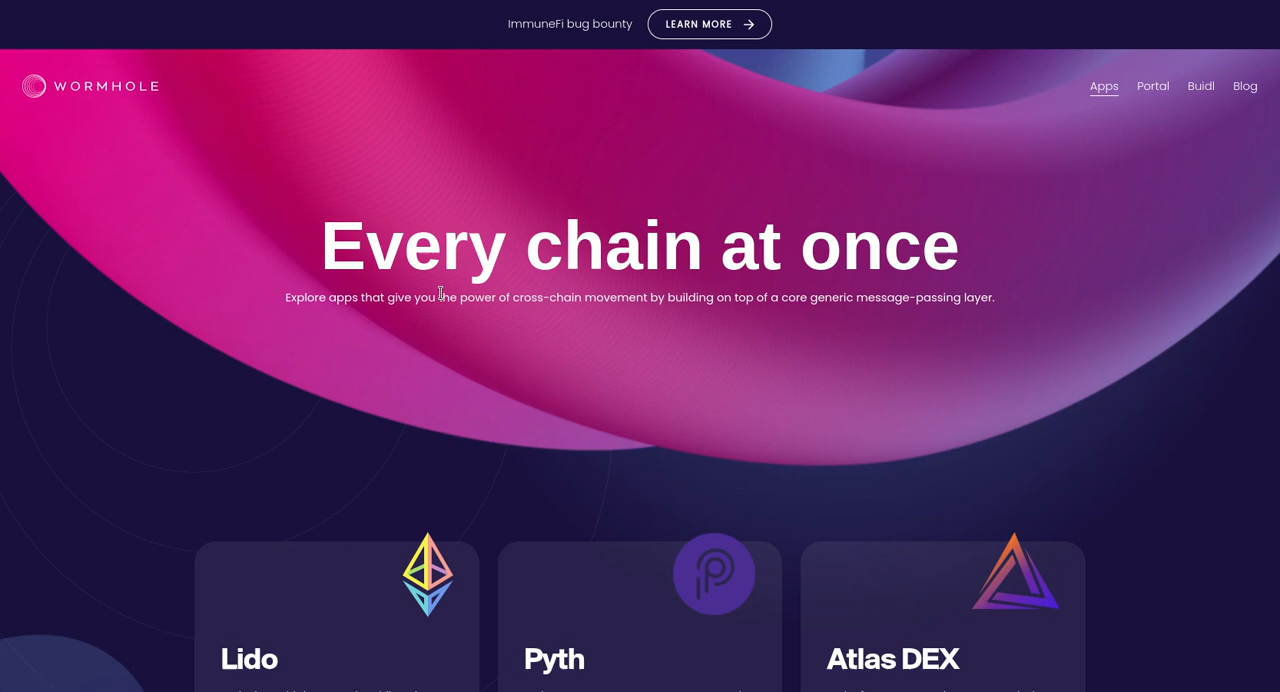 ImmuneFi bug bounty LEARN MORE
WORMHOLE
Apps Portal Buidl Blog
Every chain at once
Explore apps that give you the power of cross-chain movement by building on top of a core generic message-passing layer.
Lido
Pyth
Atlas DEX